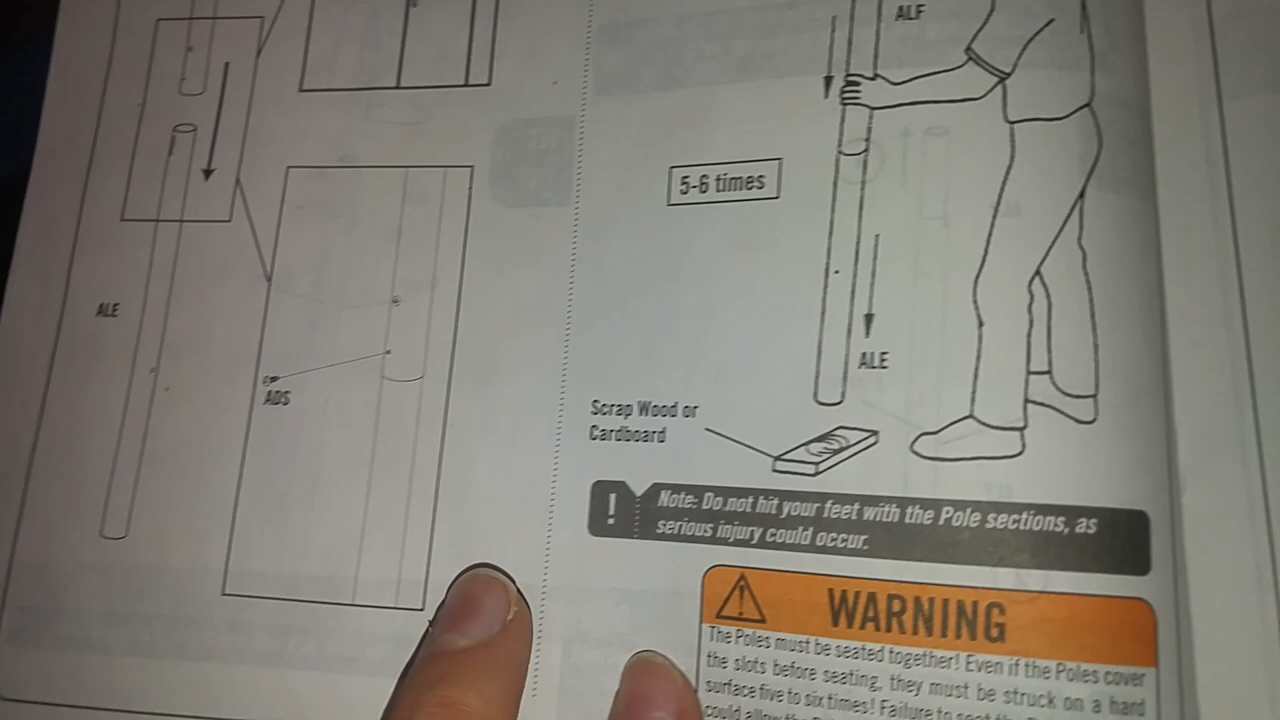 ALE
ADS
ALF
5-6 times
ALE
Scrap Wood or
Cardboard
! Note: Do not hit your feet with the Pole sections, as
serious injury could occur.
! WARNING
The Poles must be seated together! Even if the Poles cover
the slots before seating, they must be struck on a hard
surface five to six times! Failure to seat the
could allow the